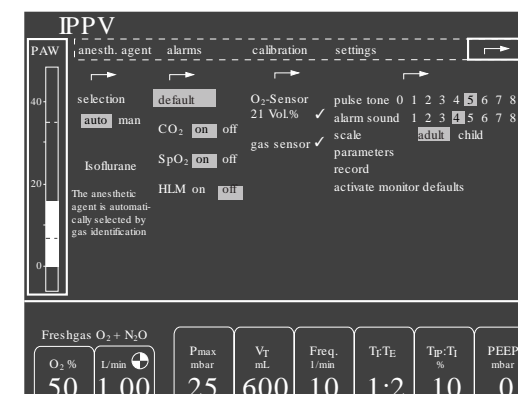 IPPV
PAW
anesth. agent alarms calibration settings
selection
auto man
Isoflurane
The anesthetic
agent is automati-
cally selected by
gas identification
default
CO₂ on off
SpO₂ on off
HLM on off
O₂-Sensor
21 Vol.% ✓
gas sensor ✓
pulse tone 0 1 2 3 4 5 6 7 8
alarm sound 1 2 3 4 5 6 7 8
scale adult child
parameters
record
activate monitor defaults
40
20
0
Freshgas O₂ + N₂O
O₂ % L/min
50 1.00
Pmax VT Freq. TI:TE TIP:TI PEEP
mbar mL 1/min % mbar
25 600 10 1:2 10 0